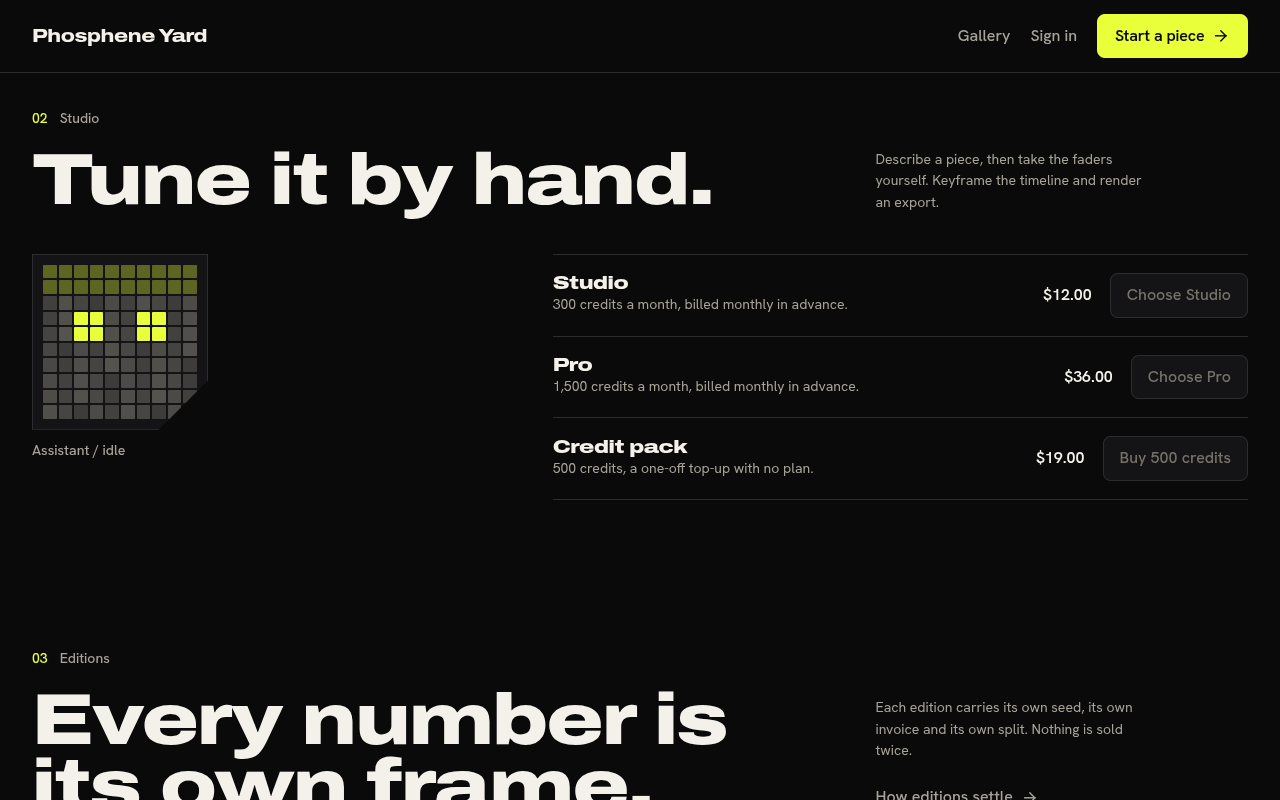 Phosphene Yard
Gallery
Sign in
Start a piece →
02 Studio
Tune it by hand.
Describe a piece, then take the faders
yourself. Keyframe the timeline and render
an export.
Assistant / idle
Studio
300 credits a month, billed monthly in advance.
$12.00
Choose Studio
Pro
1,500 credits a month, billed monthly in advance.
$36.00
Choose Pro
Credit pack
500 credits, a one-off top-up with no plan.
$19.00
Buy 500 credits
03 Editions
Every number is
its own frame.
Each edition carries its own seed, its own
invoice and its own split. Nothing is sold
twice.
How editions settle →